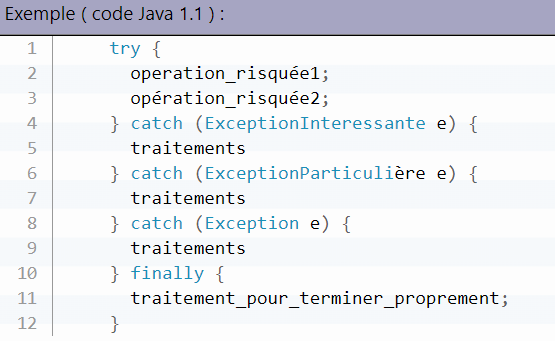 Exemple ( code Java 1.1 ) :
1 try {
2 operation_risquée1;
3 opération_risquée2;
4 } catch (ExceptionInteressante e) {
5 traitements
6 } catch (ExceptionParticulière e) {
7 traitements
8 } catch (Exception e) {
9 traitements
10 } finally {
11 traitement_pour_terminer_proprement;
12 }